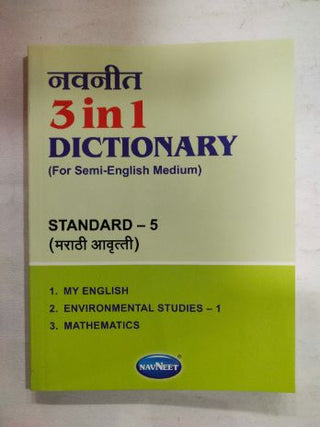 नवनीत
3 in 1
DICTIONARY
(For Semi-English Medium)
STANDARD – 5
(मराठी आवृत्ती)
1. MY ENGLISH
2. ENVIRONMENTAL STUDIES – 1
3. MATHEMATICS
NAVNEET